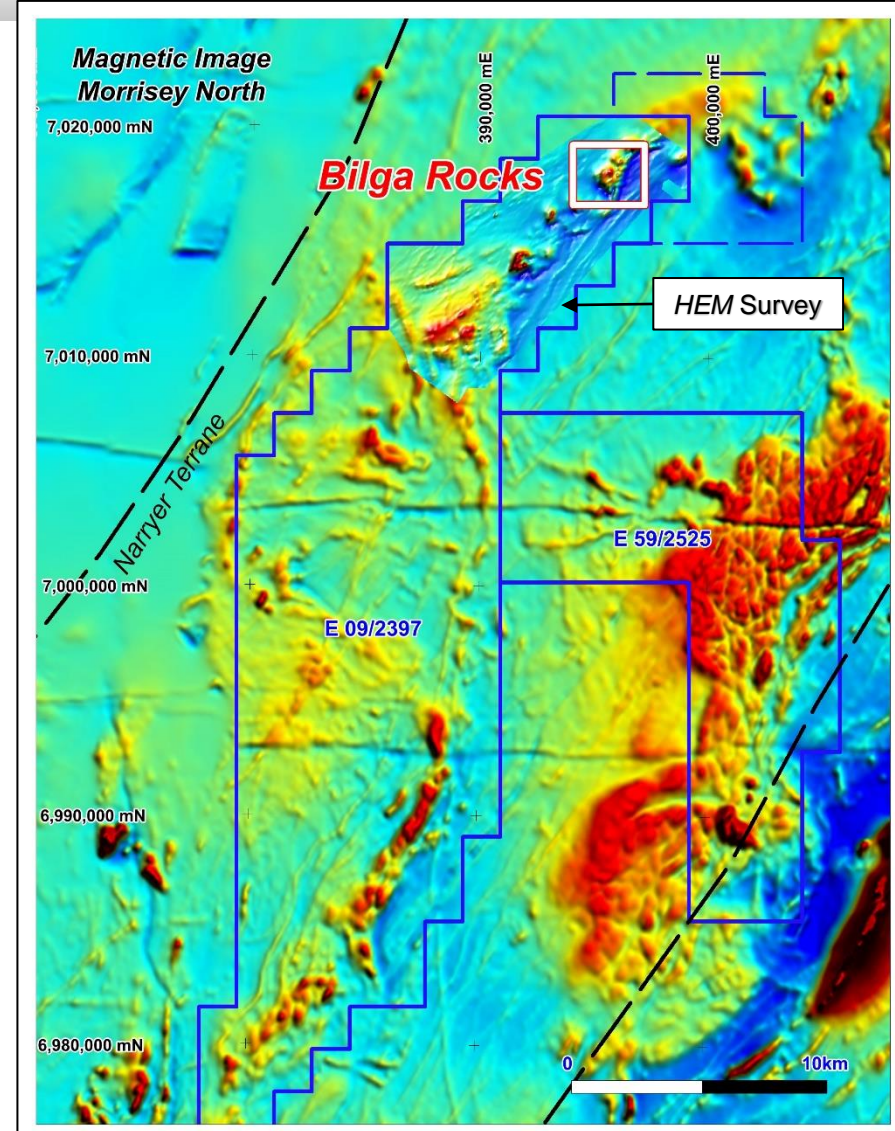 Magnetic Image
Morrisey North
390,000 mE
400,000 mE
7,020,000 mN
Bilga Rocks
HEM Survey
7,010,000 mN
Narryer Terrane
E 59/2525
7,000,000 mN
E 09/2397
6,990,000 mN
6,980,000 mN
0
10km